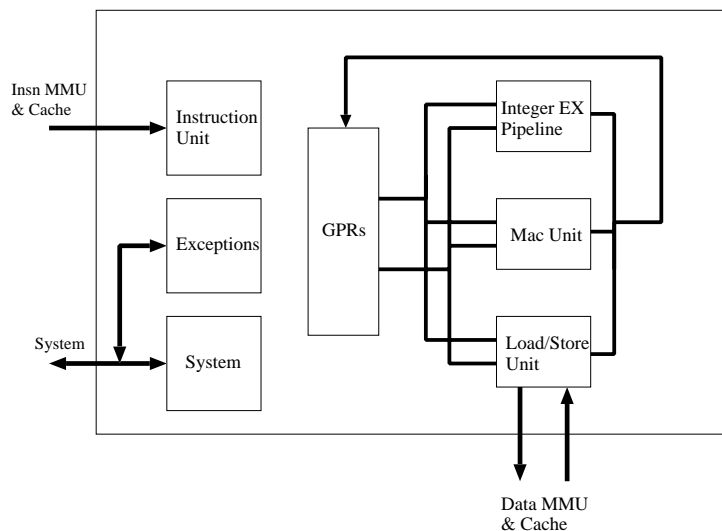 Insn MMU
& Cache
Instruction
Unit
Integer EX
Pipeline
GPRs
Exceptions
Mac Unit
System
System
Load/Store
Unit
Data MMU
& Cache